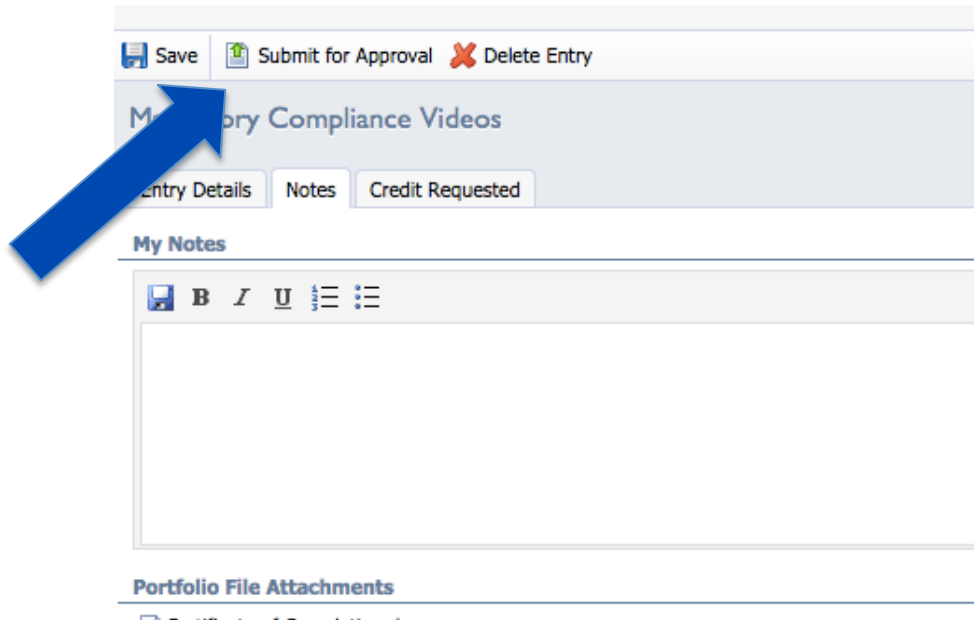 Save Submit for Approval Delete Entry
Compliance Videos
Entry Details Notes Credit Requested
My Notes
B I U
Portfolio File Attachments